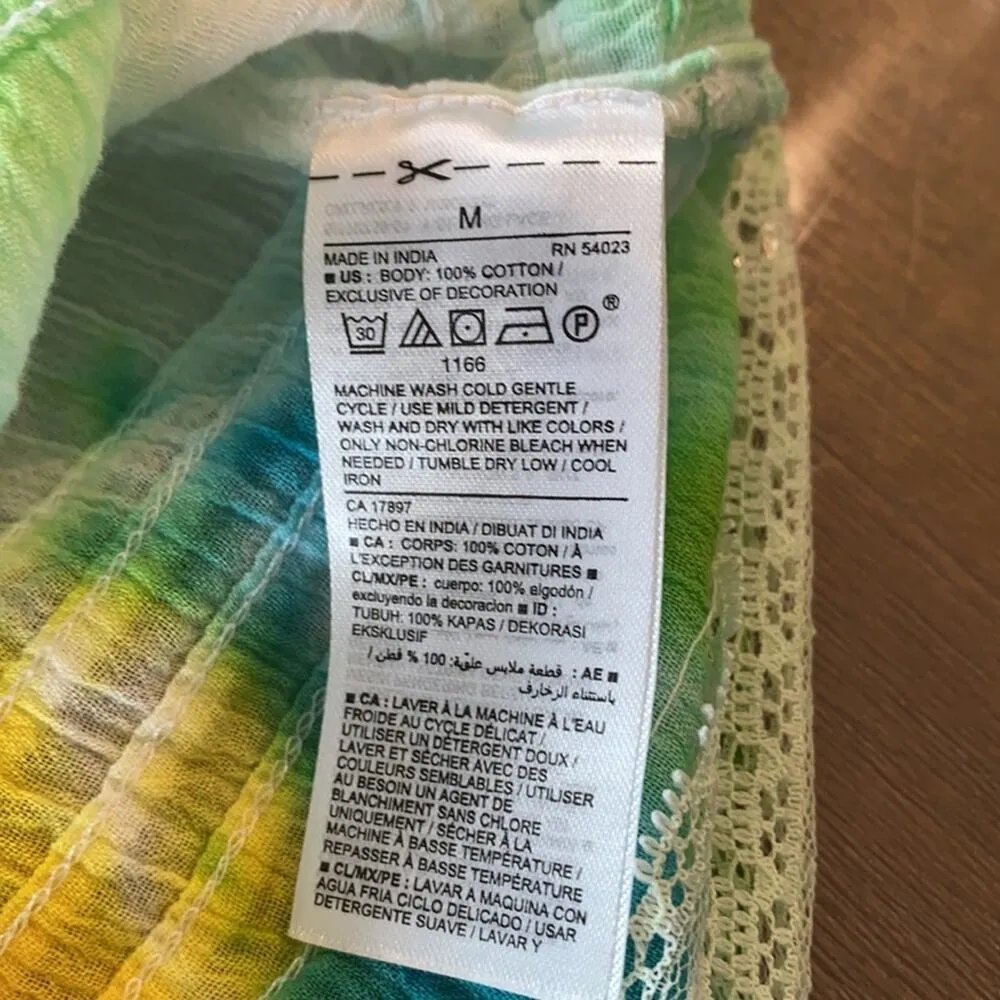 M
MADE IN INDIA RN 54023
■ US : BODY: 100% COTTON /
EXCLUSIVE OF DECORATION
30 P ®
1166
MACHINE WASH COLD GENTLE
CYCLE / USE MILD DETERGENT /
WASH AND DRY WITH LIKE COLORS /
ONLY NON-CHLORINE BLEACH WHEN
NEEDED / TUMBLE DRY LOW / COOL
IRON
CA 17897
HECHO EN INDIA / DIBUAT DI INDIA
■ CA : CORPS: 100% COTON / À
L'EXCEPTION DES GARNITURES ■
CL/MX/PE : cuerpo: 100% algodón /
excluyendo la decoracion ■ ID :
TUBUH: 100% KAPAS / DEKORASI
EKSKLUSIF
■ AE : قطعة ملابس علوّية: 100 % قطن /
باستثناء الزخارف
■ CA : LAVER À LA MACHINE À L'EAU
FROIDE AU CYCLE DÉLICAT /
UTILISER UN DÉTERGENT DOUX /
LAVER ET SÉCHER AVEC DES
COULEURS SEMBLABLES / UTILISER
AU BESOIN UN AGENT DE
BLANCHIMENT SANS CHLORE
UNIQUEMENT / SÉCHER À LA
MACHINE À BASSE TEMPÉRATURE /
REPASSER À BASSE TEMPÉRATURE
■ CL/MX/PE : LAVAR A MAQUINA CON
AGUA FRIA CICLO DELICADO / USAR
DETERGENTE SUAVE / LAVAR Y